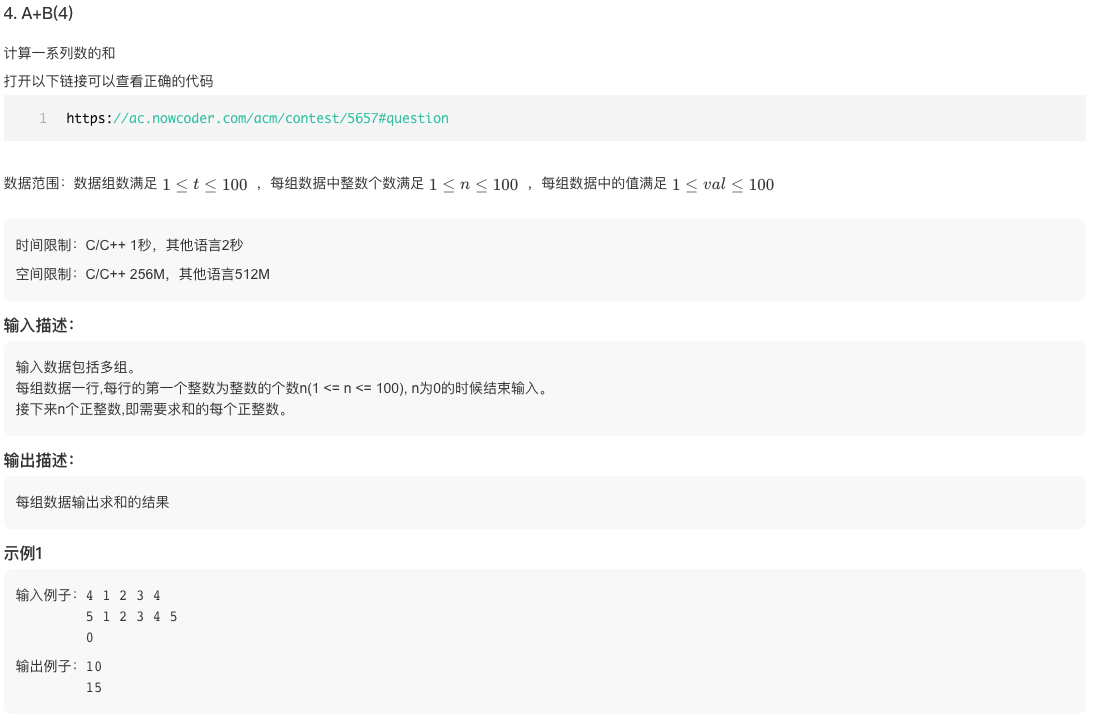 4. A+B(4)
计算一系列数的和
打开以下链接可以查看正确的代码
1 https://ac.nowcoder.com/acm/contest/5657#question
数据范围：数据组数满足 1 ≤ t ≤ 100 ，每组数据中整数个数满足 1 ≤ n ≤ 100 ，每组数据中的值满足 1 ≤ val ≤ 100
时间限制：C/C++ 1秒，其他语言2秒
空间限制：C/C++ 256M，其他语言512M
输入描述：
输入数据包括多组。
每组数据一行,每行的第一个整数为整数的个数n(1 <= n <= 100), n为0的时候结束输入。
接下来n个正整数,即需要求和的每个正整数。
输出描述：
每组数据输出求和的结果
示例1
输入例子：4 1 2 3 4
5 1 2 3 4 5
0
输出例子：10
15